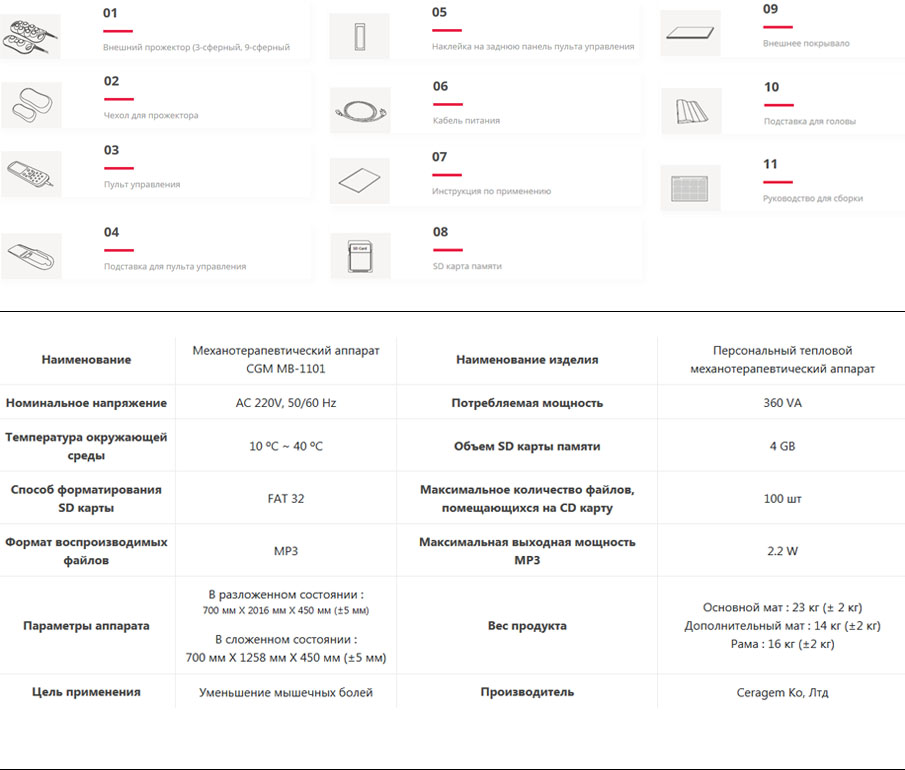 01
Внешний прожектор (3-сферный, 9-сферный
02
Чехол для прожектора
03
Пульт управления
04
Подставка для пульта управления
05
Наклейка на заднюю панель пульта управления
06
Кабель питания
07
Инструкция по применению
SD-Card
08
SD карта памяти
09
Внешнее покрывало
10
Подставка для головы
11
Руководство для сборки
Наименование
Механотерапевтический аппарат
CGM MB-1101
Наименование изделия
Персональный тепловой
механотерапевтический аппарат
Номинальное напряжение
AC 220V, 50/60 Hz
Потребляемая мощность
360 VA
Температура окружающей
среды
10 ºC ~ 40 ºC
Объем SD карты памяти
4 GB
Способ форматирования
SD карты
FAT 32
Максимальное количество файлов,
помещающихся на CD карту
100 шт
Формат воспроизводимых
файлов
MP3
Максимальная выходная мощность
MP3
2.2 W
Параметры аппарата
В разложенном состоянии :
700 мм X 2016 мм X 450 мм (±5 мм)
В сложенном состоянии :
700 мм X 1258 мм X 450 мм (±5 мм)
Вес продукта
Основной мат : 23 кг (± 2 кг)
Дополнительный мат : 14 кг (±2 кг)
Рама : 16 кг (±2 кг)
Цель применения
Уменьшение мышечных болей
Производитель
Ceragem Ko, Лтд